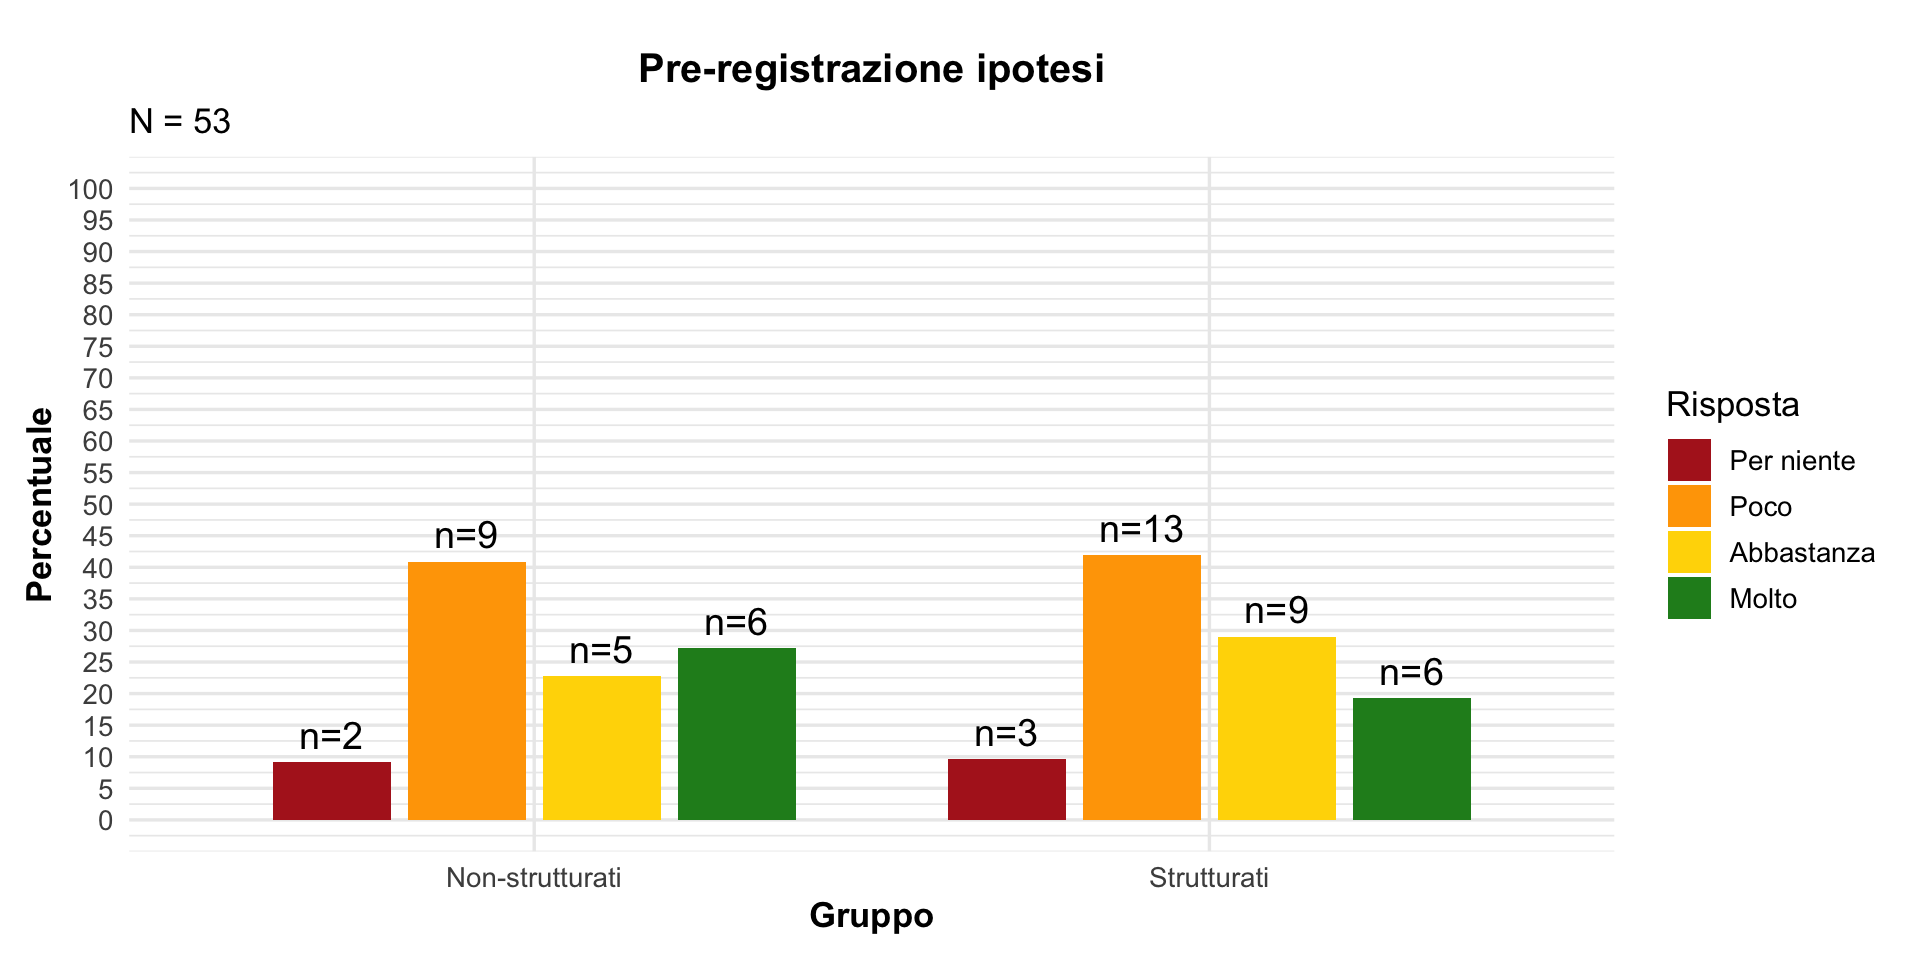 Pre-registrazione ipotesi
N = 53
Percentuale
100
95
90
85
80
75
70
65
60
55
50
45
40
35
30
25
20
15
10
5
0
n=2
n=9
n=5
n=6
n=3
n=13
n=9
n=6
Non-strutturati
Strutturati
Gruppo
Risposta
Per niente
Poco
Abbastanza
Molto